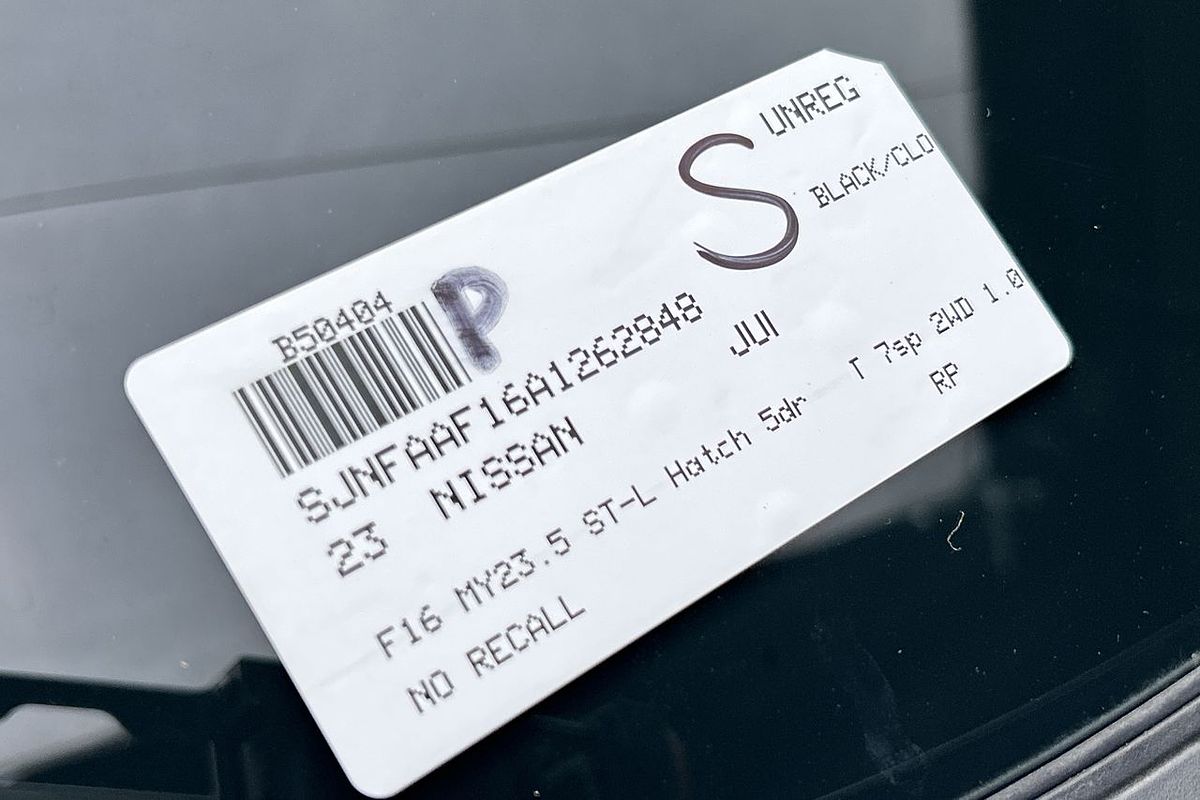 UNREG
S
BLACK/CLO
B50404
P
SJNFAAF16A1262848
23 NISSAN JUI
F16 MY23.5 ST-L Hatch 5dr T 7sp 2WD 1.0
NO RECALL RP